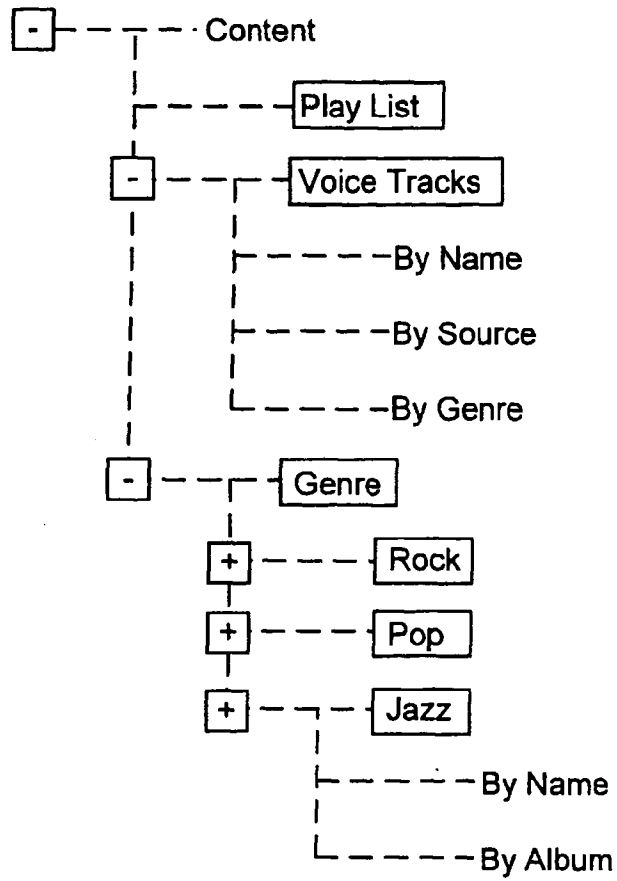 - Content
Play List
- Voice Tracks
By Name
By Source
By Genre
- Genre
+ Rock
+ Pop
+ Jazz
By Name
By Album